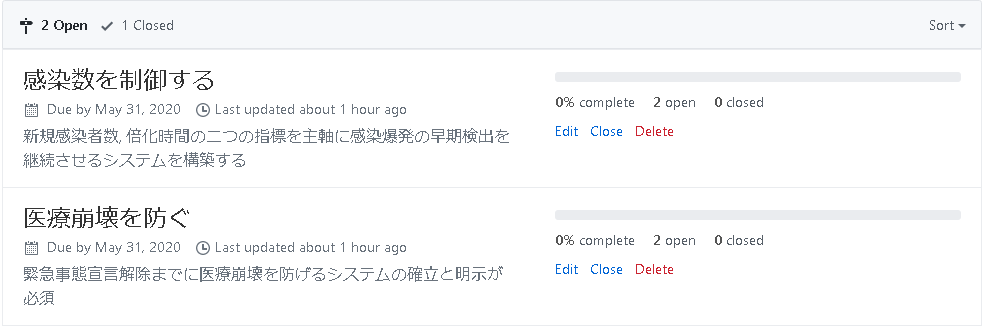 2 Open 1 Closed Sort
感染数を制御する
Due by May 31, 2020 Last updated about 1 hour ago
新規感染者数, 倍化時間の二つの指標を主軸に感染爆発の早期検出を
継続させるシステムを構築する
0% complete 2 open 0 closed
Edit Close Delete
医療崩壊を防ぐ
Due by May 31, 2020 Last updated about 1 hour ago
緊急事態宣言解除までに医療崩壊を防げるシステムの確立と明示が
必須
0% complete 2 open 0 closed
Edit Close Delete